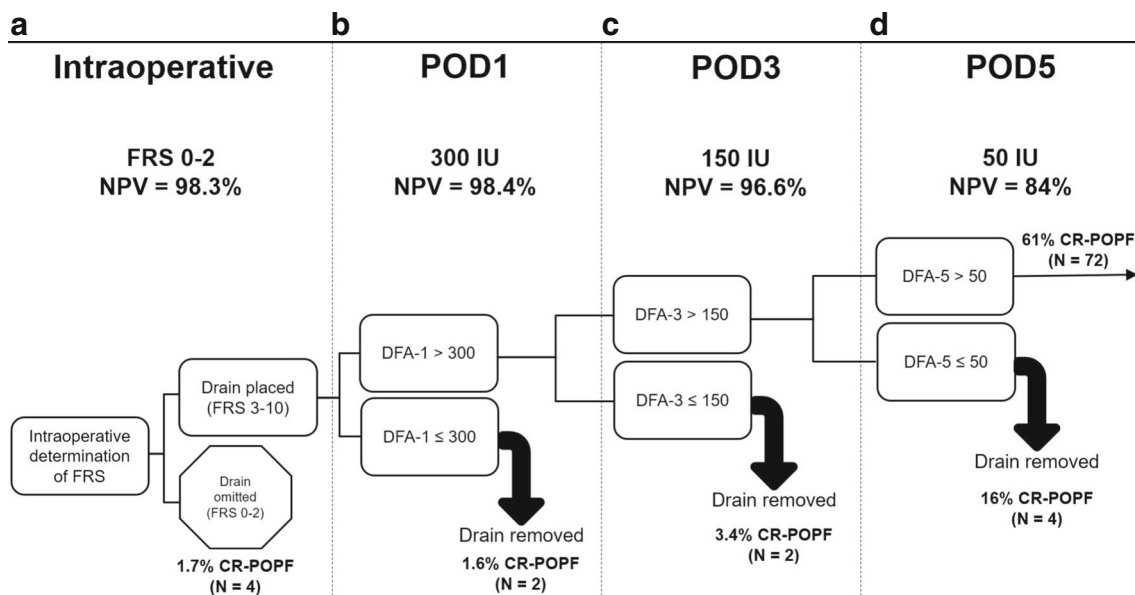 a
Intraoperative
FRS 0-2
NPV = 98.3%
Intraoperative
determination
of FRS
Drain placed
(FRS 3-10)
Drain
omitted
(FRS 0-2)
1.7% CR-POPF
(N = 4)
b
POD1
300 IU
NPV = 98.4%
DFA-1 > 300
DFA-1 ≤ 300
Drain removed
1.6% CR-POPF
(N = 2)
c
POD3
150 IU
NPV = 96.6%
DFA-3 > 150
DFA-3 ≤ 150
Drain removed
3.4% CR-POPF
(N = 2)
d
POD5
50 IU
NPV = 84%
61% CR-POPF
(N = 72)
DFA-5 > 50
DFA-5 ≤ 50
Drain removed
16% CR-POPF
(N = 4)